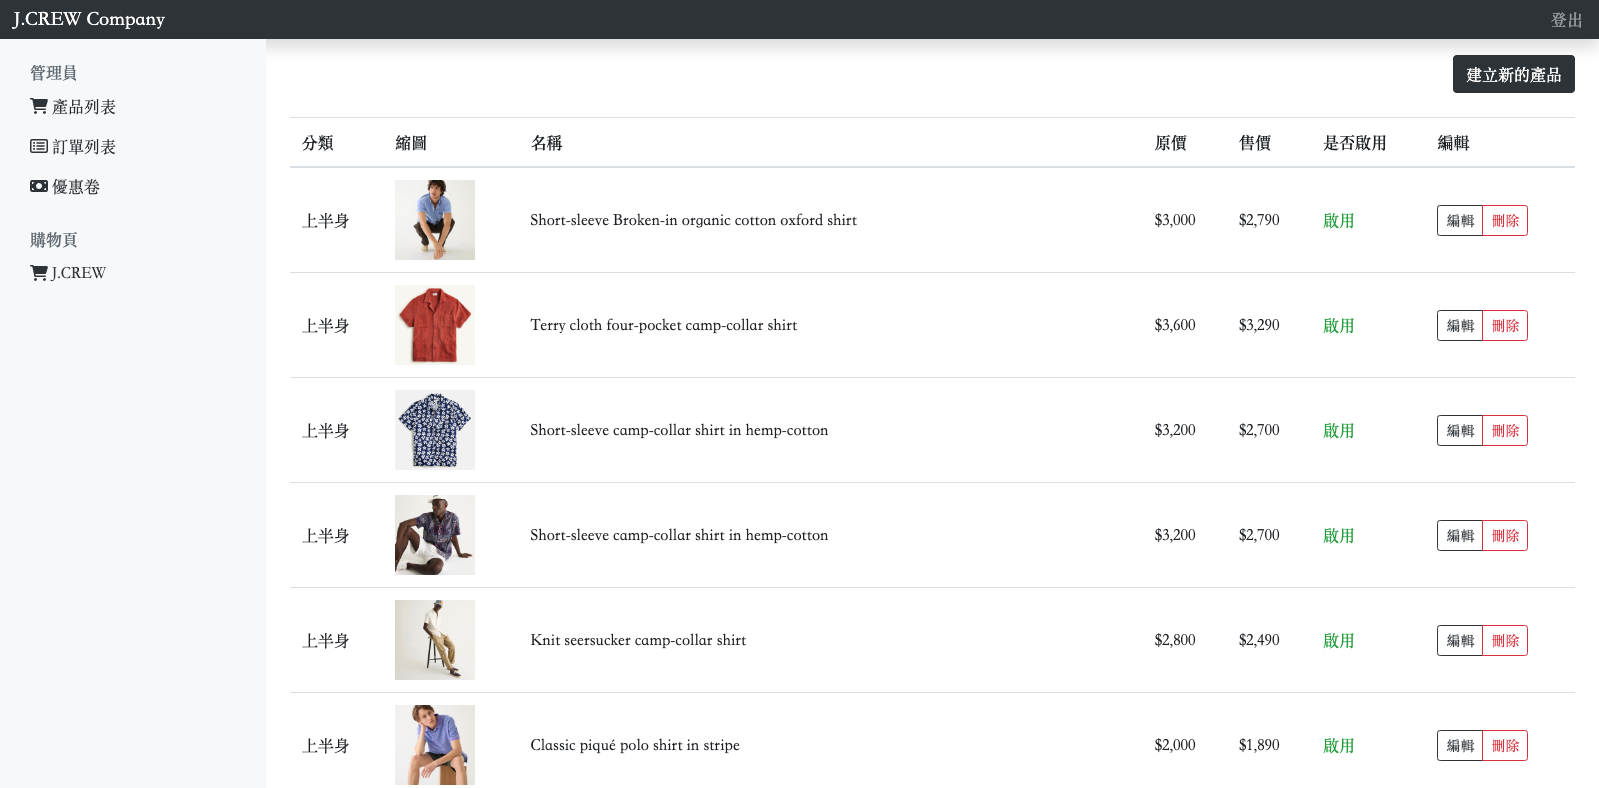 J.CREW Company
登出
管理員
產品列表
訂單列表
優惠卷
購物頁
J.CREW
建立新的產品
分類 縮圖 名稱 原價 售價 是否啟用 編輯
上半身 Short-sleeve Broken-in organic cotton oxford shirt $3,000 $2,790 啟用 編輯 刪除
上半身 Terry cloth four-pocket camp-collar shirt $3,600 $3,290 啟用 編輯 刪除
上半身 Short-sleeve camp-collar shirt in hemp-cotton $3,200 $2,700 啟用 編輯 刪除
上半身 Short-sleeve camp-collar shirt in hemp-cotton $3,200 $2,700 啟用 編輯 刪除
上半身 Knit seersucker camp-collar shirt $2,800 $2,490 啟用 編輯 刪除
上半身 Classic piqué polo shirt in stripe $2,000 $1,890 啟用 編輯 刪除